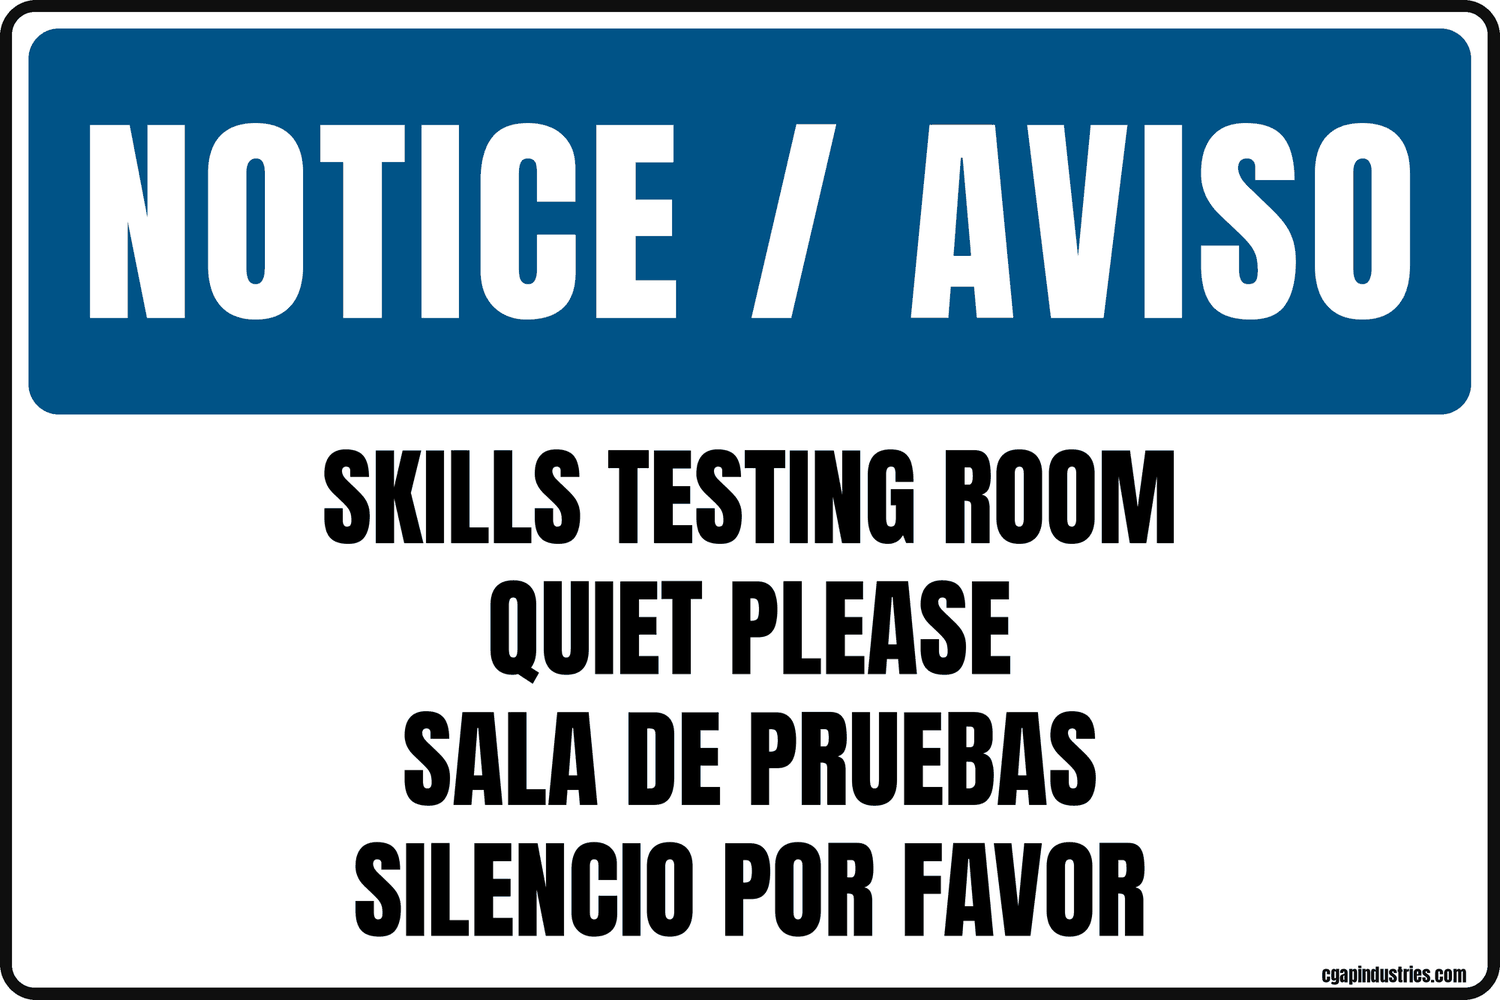 NOTICE / AVISO
SKILLS TESTING ROOM
QUIET PLEASE
SALA DE PRUEBAS
SILENCIO POR FAVOR
cgapindustries.com